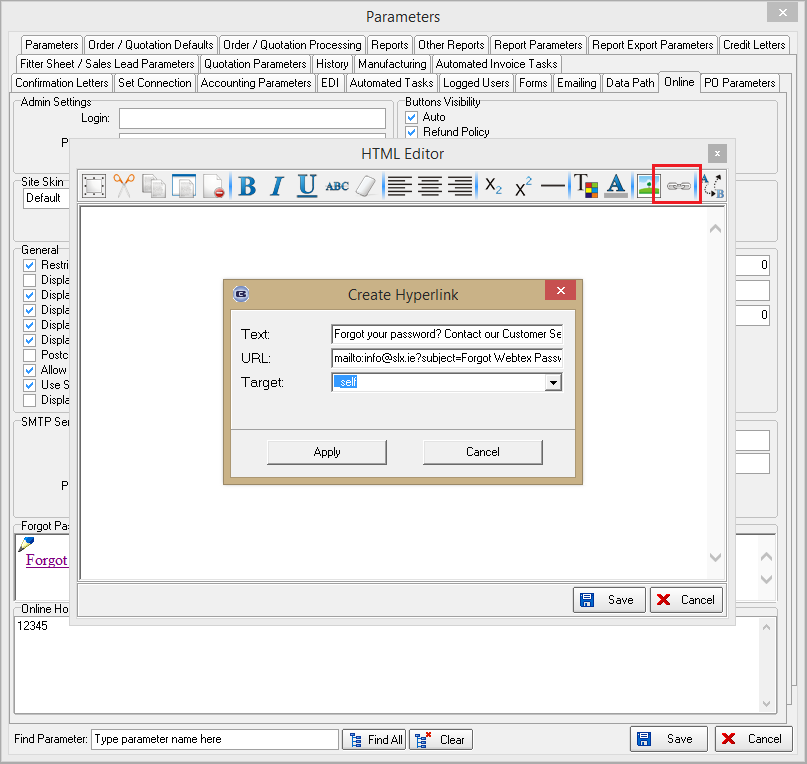 Parameters
Parameters Order / Quotation Defaults Order / Quotation Processing Reports Other Reports Report Parameters Report Export Parameters Credit Letters
Fitter Sheet / Sales Lead Parameters Quotation Parameters History Manufacturing Automated Invoice Tasks
Confirmation Letters Set Connection Accounting Parameters EDI Automated Tasks Logged Users Forms Emailing Data Path Online PO Parameters
Admin Settings
Login:
P
Buttons Visibility
Auto
Refund Policy
HTML Editor
B I U ABC X2 X2 T A A B
Site Skin
Default
General
Restri
Displa
Displa
Displa
Displa
Displa
Postc
Allow
Use S
Displa
0
0
Create Hyperlink
Text: Forgot your password? Contact our Customer Se
URL: mailto:info@slx.ie?subject=Forgot Webtex Passw
Target: _self
Apply Cancel
SMTP Ser
P
Forgot Pas
Forgot
Save Cancel
Online Ho
12345
Find Parameter: Type parameter name here Find All Clear Save Cancel